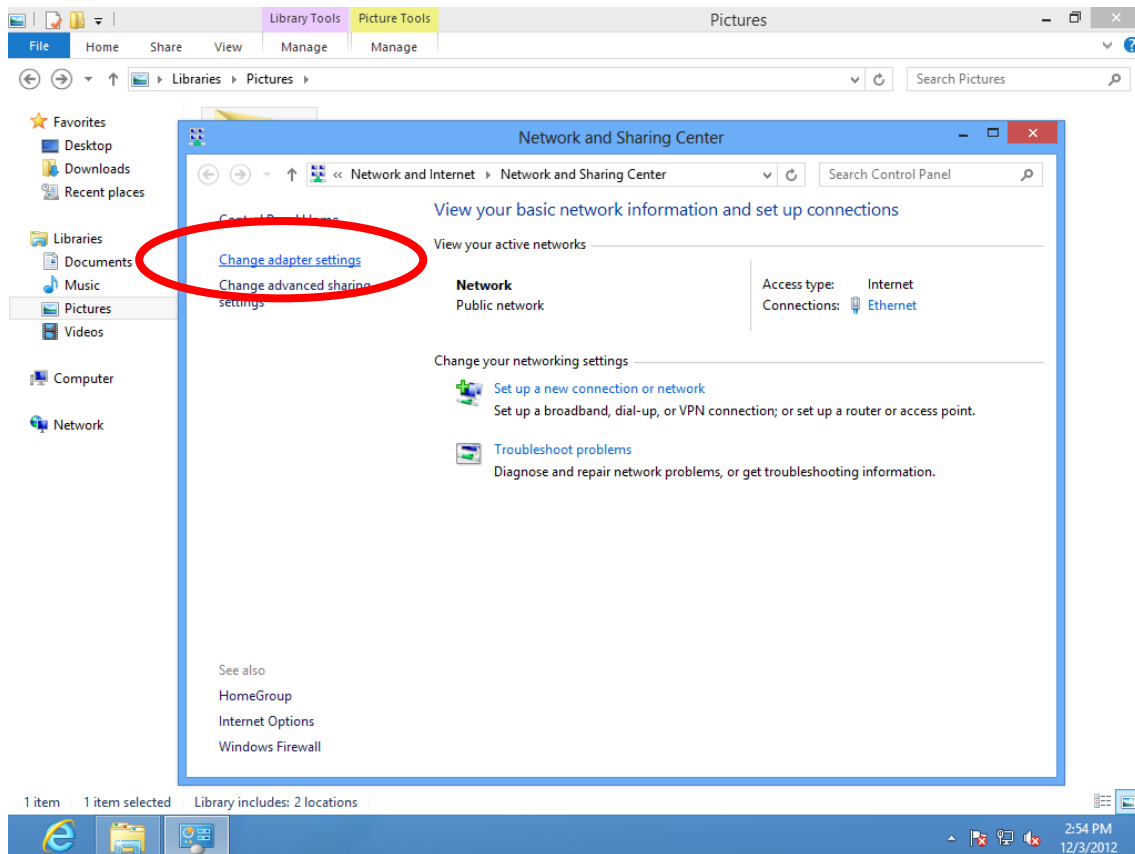 Library Tools Picture Tools Pictures
File Home Share View Manage Manage
Libraries Pictures Search Pictures
Favorites
Desktop
Downloads
Recent places
Libraries
Documents
Music
Pictures
Videos
Computer
Network
Network and Sharing Center
« Network and Internet Network and Sharing Center Search Control Panel
Control Panel Home
Change adapter settings
Change advanced sharing
settings
View your basic network information and set up connections
View your active networks
Network
Public network
Access type: Internet
Connections: Ethernet
Change your networking settings
Set up a new connection or network
Set up a broadband, dial-up, or VPN connection; or set up a router or access point.
Troubleshoot problems
Diagnose and repair network problems, or get troubleshooting information.
See also
HomeGroup
Internet Options
Windows Firewall
1 item 1 item selected Library includes: 2 locations
2:54 PM
12/3/2012